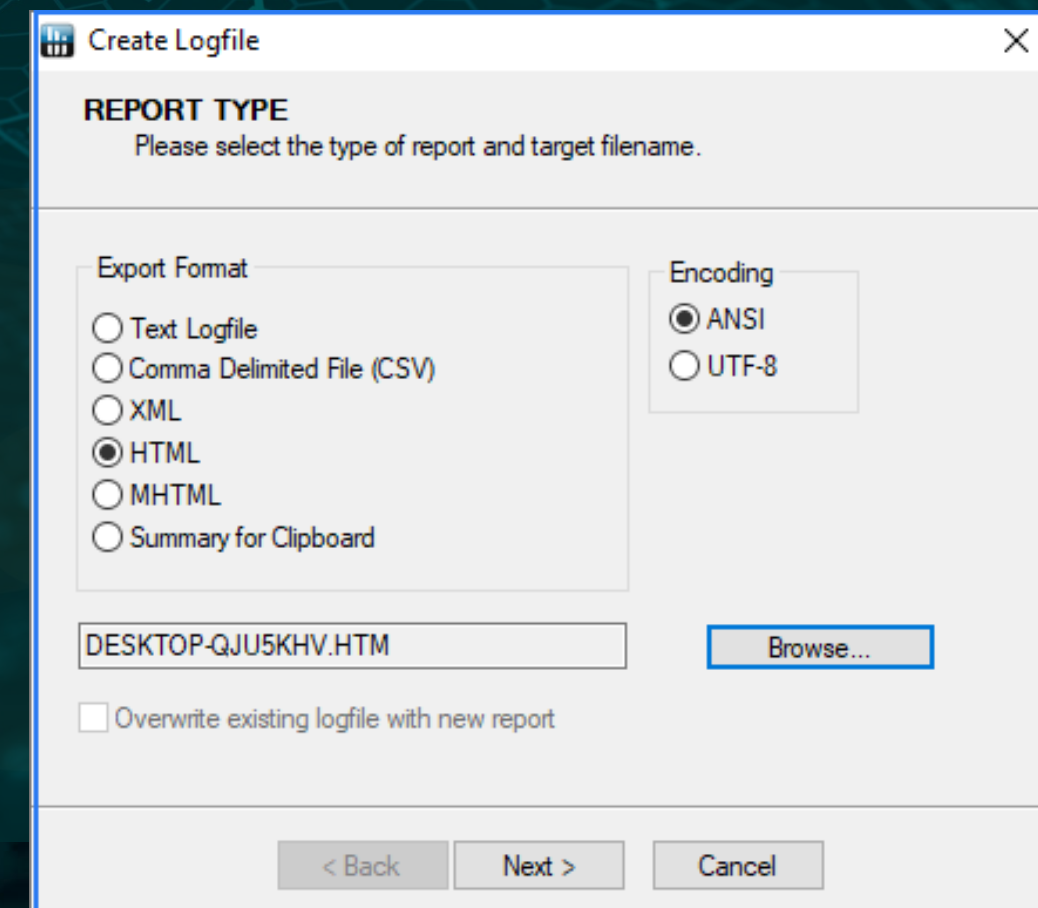 Create Logfile
REPORT TYPE
Please select the type of report and target filename.
Export Format
Text Logfile
Comma Delimited File (CSV)
XML
HTML
MHTML
Summary for Clipboard
Encoding
ANSI
UTF-8
DESKTOP-QJU5KHV.HTM
Browse...
Overwrite existing logfile with new report
< Back
Next >
Cancel